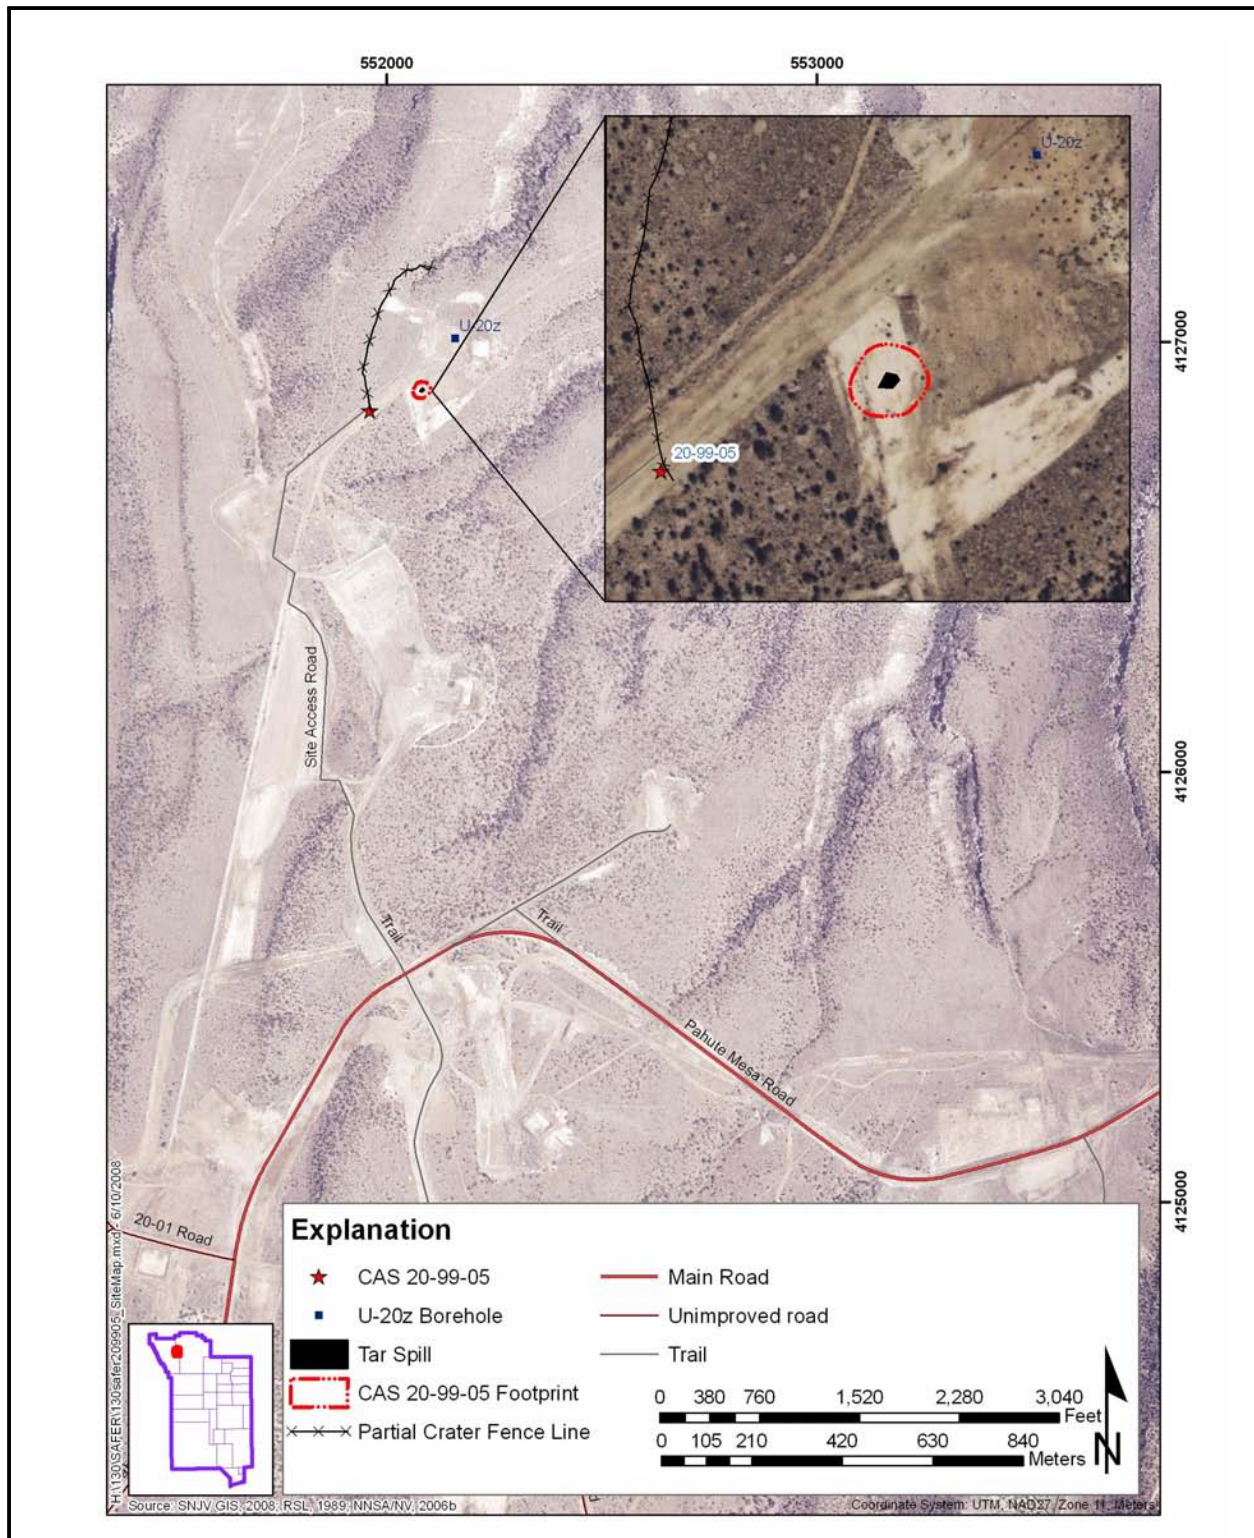 552000
553000
U-20z
U-20z
4127000
20-99-05
Site Access Road
4126000
Trail
Trail
Pahute Mesa Road
4125000
20-01 Road
H:\130\SAFER\130safer209905_SiteMap.mxd - 6/10/2008
Explanation
CAS 20-99-05
U-20z Borehole
Tar Spill
CAS 20-99-05 Footprint
Partial Crater Fence Line
Main Road
Unimproved road
Trail
0 380 760 1,520 2,280 3,040
Feet
0 105 210 420 630 840
Meters
N
Source: SNJV GIS, 2008; RSL, 1989; NNSA/NV, 2006b
Coordinate System: UTM, NAD27, Zone 11, Meters